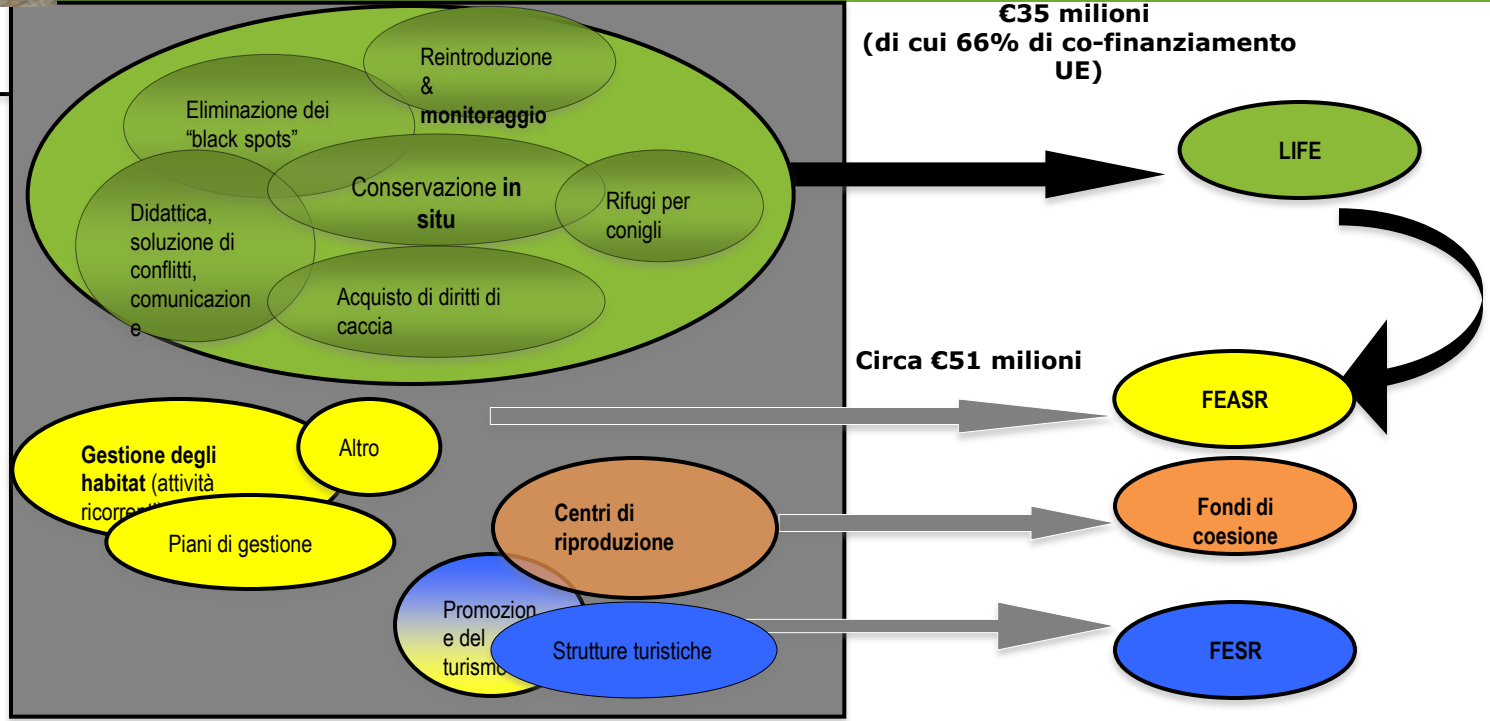 €35 milioni
(di cui 66% di co-finanziamento
UE)
Reintroduzione
&
monitoraggio
Eliminazione dei
“black spots”
LIFE
Conservazione in
situ
Rifugi per
conigli
Didattica,
soluzione di
conflitti,
comunicazion
e
Acquisto di diritti di
caccia
Circa €51 milioni
FEASR
Altro
Gestione degli
habitat (attività
Piani di gestione
Centri di
riproduzione
Fondi di
coesione
Promozion
e del
turismo
Strutture turistiche
FESR